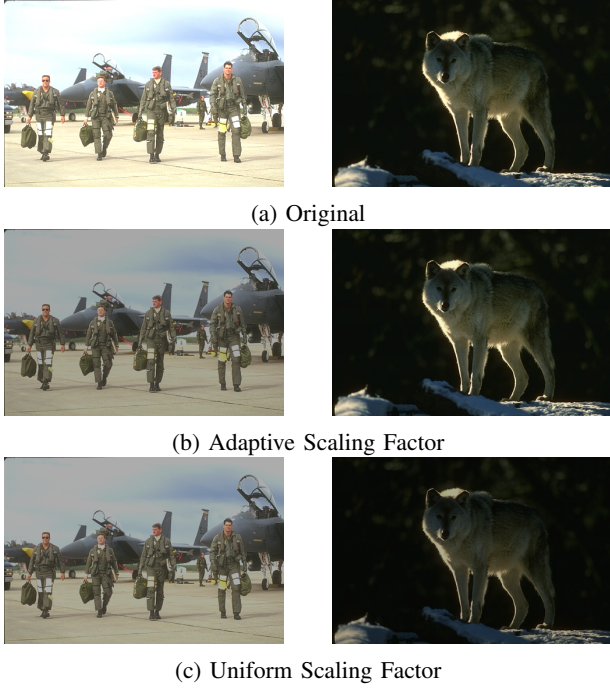 (a) Original
(b) Adaptive Scaling Factor
(c) Uniform Scaling Factor